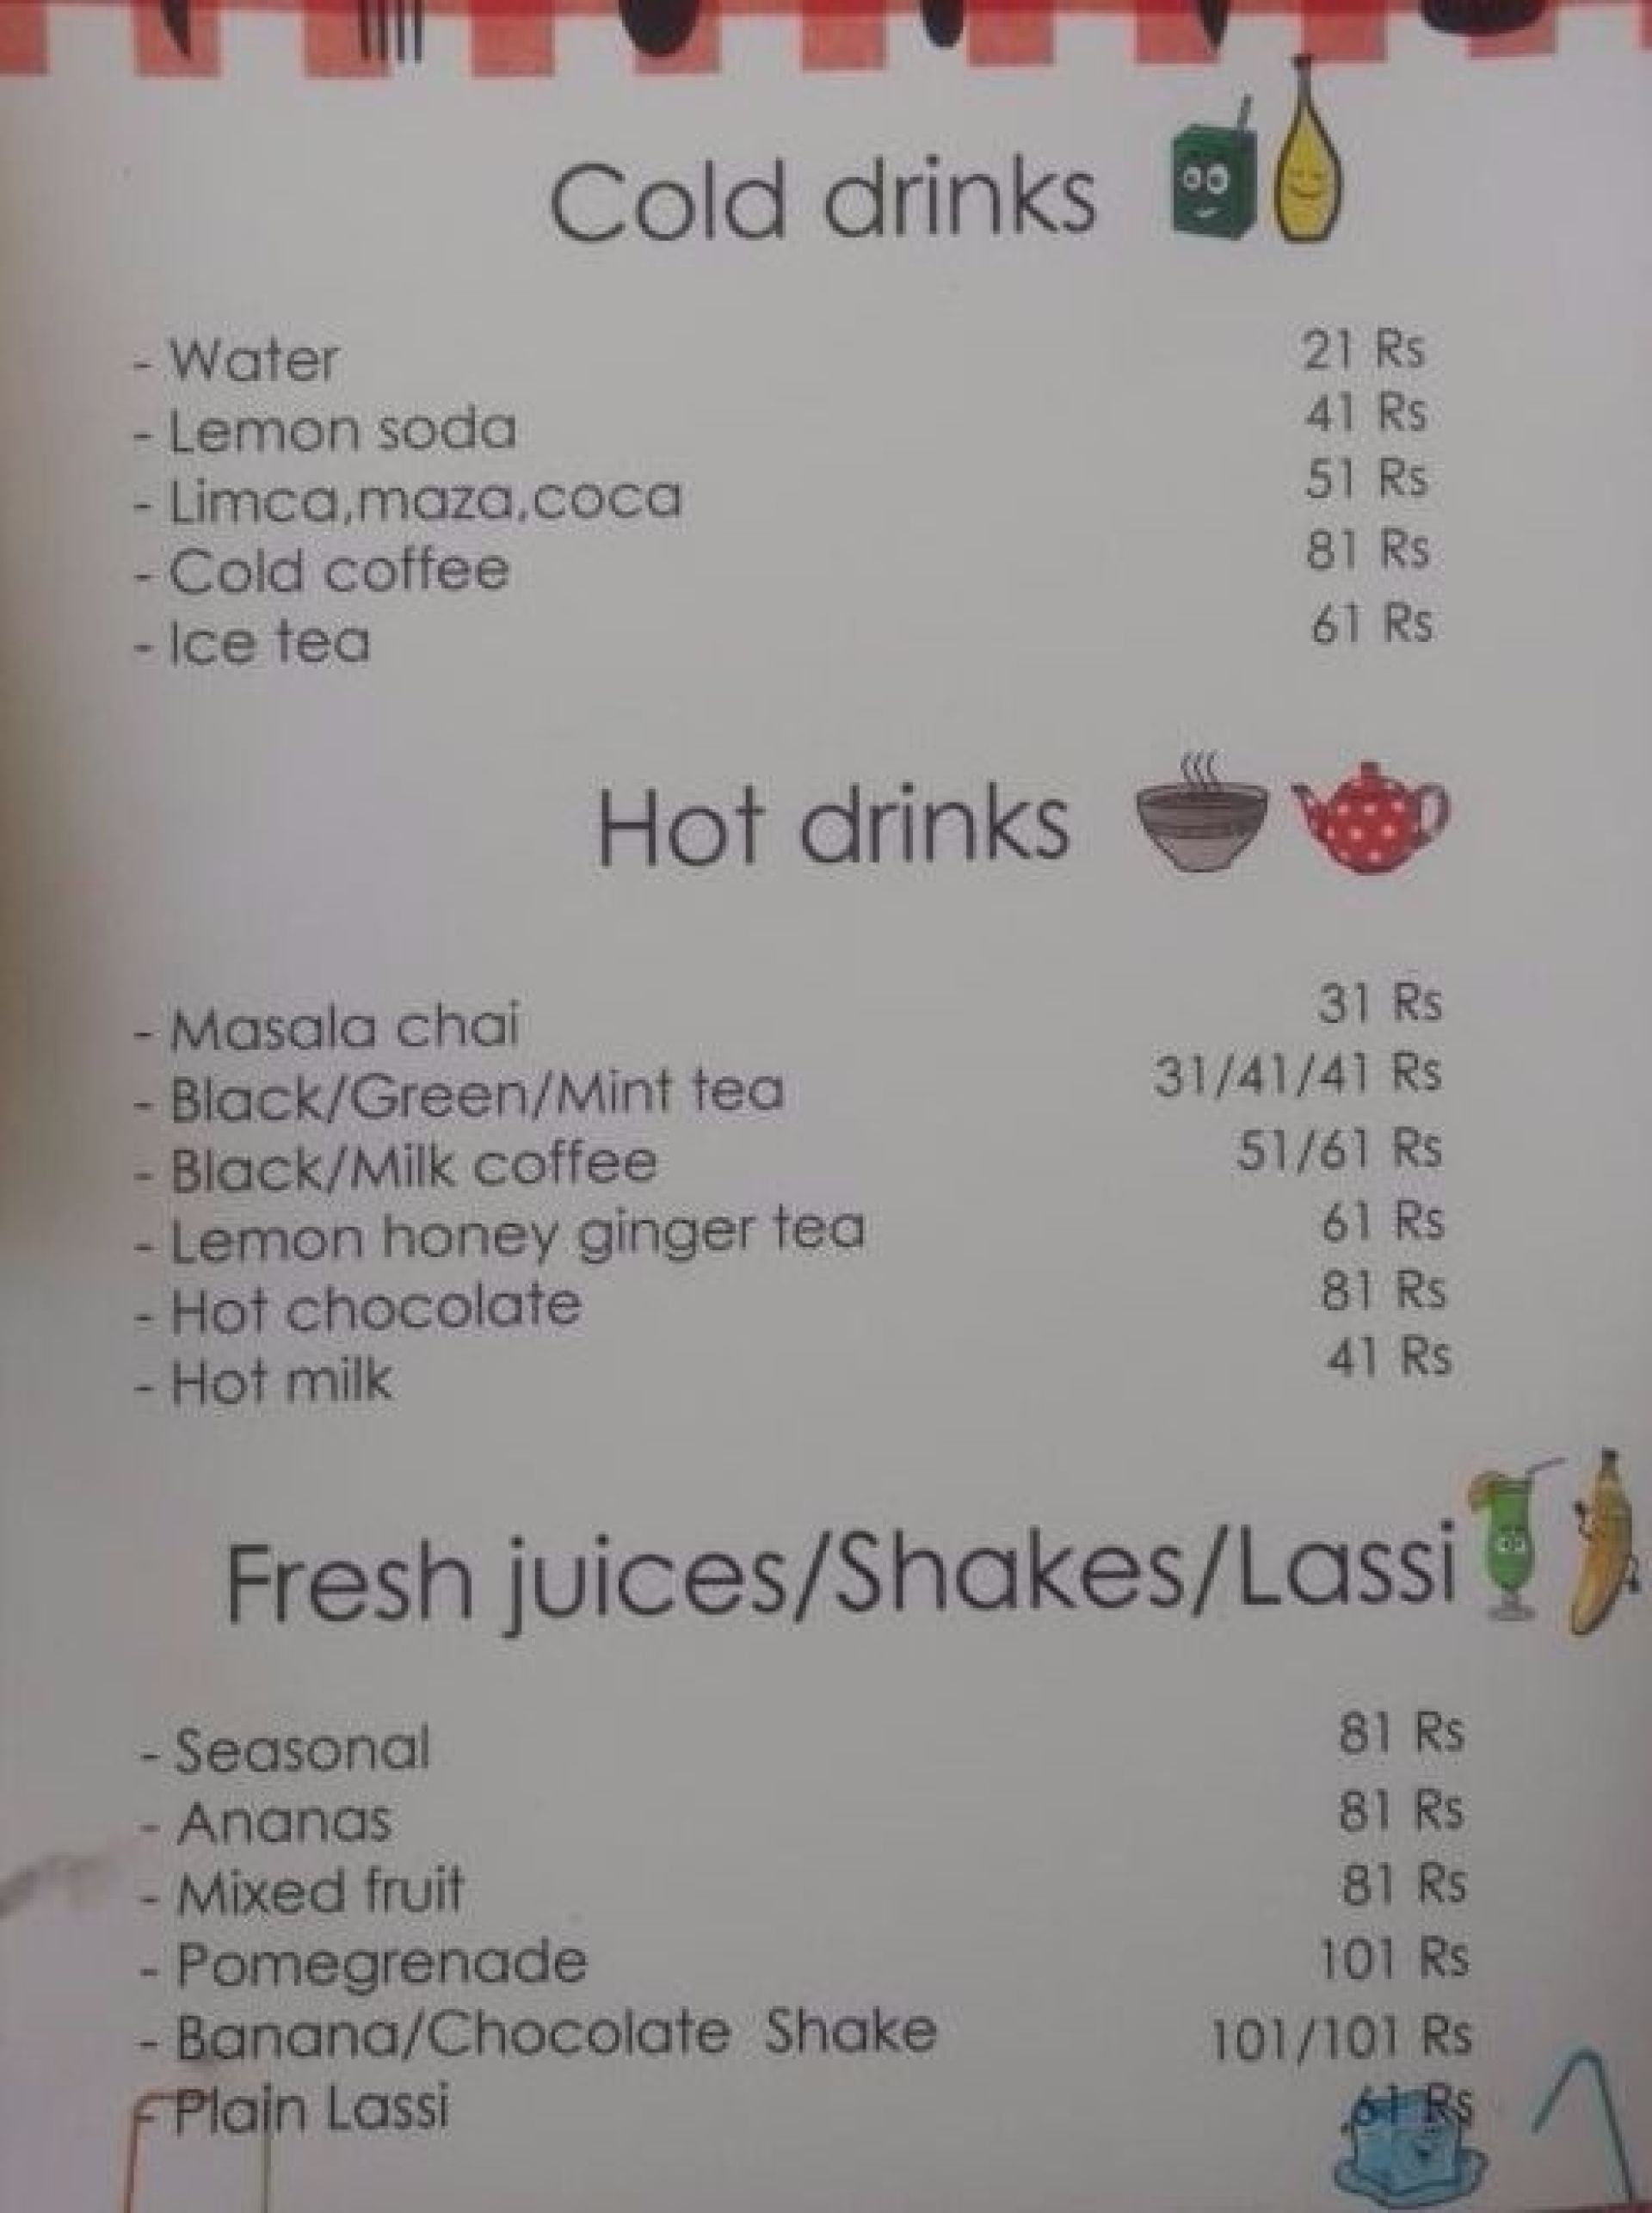 Cold drinks
- Water 21 Rs
- Lemon soda 41 Rs
- Limca,maza,coca 51 Rs
- Cold coffee 81 Rs
- Ice tea 61 Rs
Hot drinks
- Masala chai 31 Rs
- Black/Green/Mint tea 31/41/41 Rs
- Black/Milk coffee 51/61 Rs
- Lemon honey ginger tea 61 Rs
- Hot chocolate 81 Rs
- Hot milk 41 Rs
Fresh juices/Shakes/Lassi
- Seasonal 81 Rs
- Ananas 81 Rs
- Mixed fruit 81 Rs
- Pomegrenade 101 Rs
- Banana/Chocolate Shake 101/101 Rs
- Plain Lassi 61 Rs